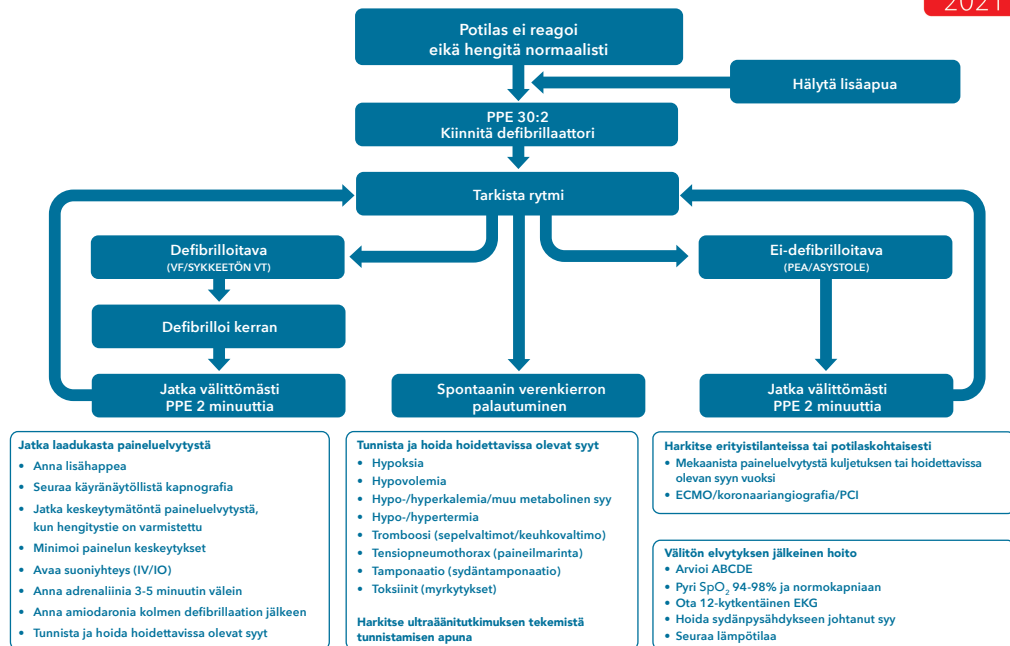 2021
Potilas ei reagoi
eikä hengitä normaalisti
Hälytä lisäapua
PPE 30:2
Kiinnitä defibrillaattori
Tarkista rytmi
Defibrilloitava
(VF/SYKKEETÖN VT)
Ei-defibrilloitava
(PEA/ASYSTOLE)
Defibrilloi kerran
Jatka välittömästi
PPE 2 minuuttia
Spontaanin verenkierron
palautuminen
Jatka välittömästi
PPE 2 minuuttia
Jatka laadukasta paineluelvytystä
• Anna lisähappea
• Seuraa käyränäytöllistä kapnografia
• Jatka keskeytymätöntä paineluelvytystä,
kun hengitystie on varmistettu
• Minimoi painelun keskeytykset
• Avaa suoniyhteys (IV/IO)
• Anna adrenaliinia 3-5 minuutin välein
• Anna amiodaronia kolmen defibrillaation jälkeen
• Tunnista ja hoida hoidettavissa olevat syyt
Tunnista ja hoida hoidettavissa olevat syyt
• Hypoksia
• Hypovolemia
• Hypo-/hyperkalemia/muu metabolinen syy
• Hypo-/hypertermia
• Tromboosi (sepelvaltimot/keuhkovaltimo)
• Tensiopneumothorax (paineilmarinta)
• Tamponaatio (sydäntamponaatio)
• Toksiinit (myrkytykset)
Harkitse ultraäänitutkimuksen tekemistä
tunnistamisen apuna
Harkitse erityistilanteissa tai potilaskohtaisesti
• Mekaanista paineluelvytystä kuljetuksen tai hoidettavissa
olevan syyn vuoksi
• ECMO/koronaariangiografia/PCI
Välitön elvytyksen jälkeinen hoito
• Arvioi ABCDE
• Pyri SpO₂ 94-98% ja normokapniaan
• Ota 12-kytkentäinen EKG
• Hoida sydänpysähdykseen johtanut syy
• Seuraa lämpötilaa